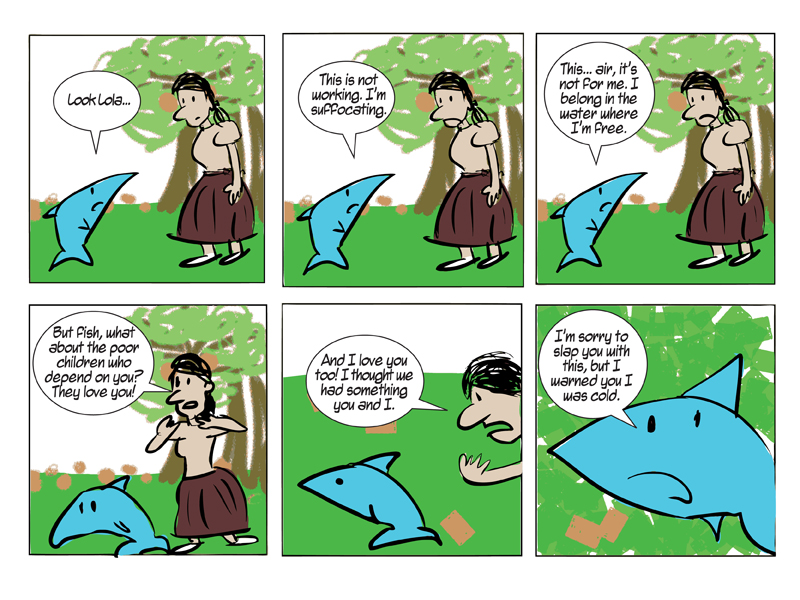 Look Lola...
This is not
working. I'm
suffocating.
This... air, it's
not for me. I
belong in the
water where
I'm free.
But fish, what
about the poor
children who
depend on you?
They love you!
And I love you
too! I thought we
had something
you and I.
I'm sorry to
slap you with
this, but I
warned you I
was cold.